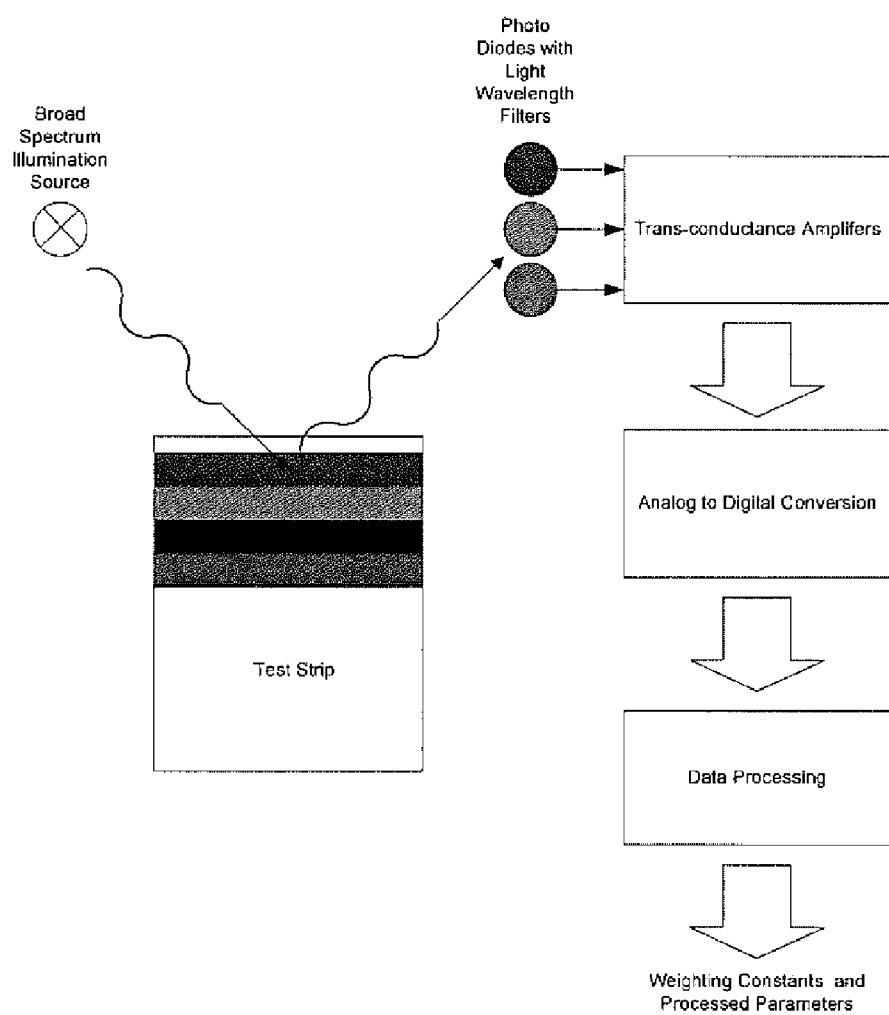 Photo
Diodes with
Light
Wavelength
Filters
Broad
Spectrum
Illumination
Source
Trans-conductance Amplifers
Analog to Digital Conversion
Test Strip
Data Processing
Weighting Constants and
Processed Parameters